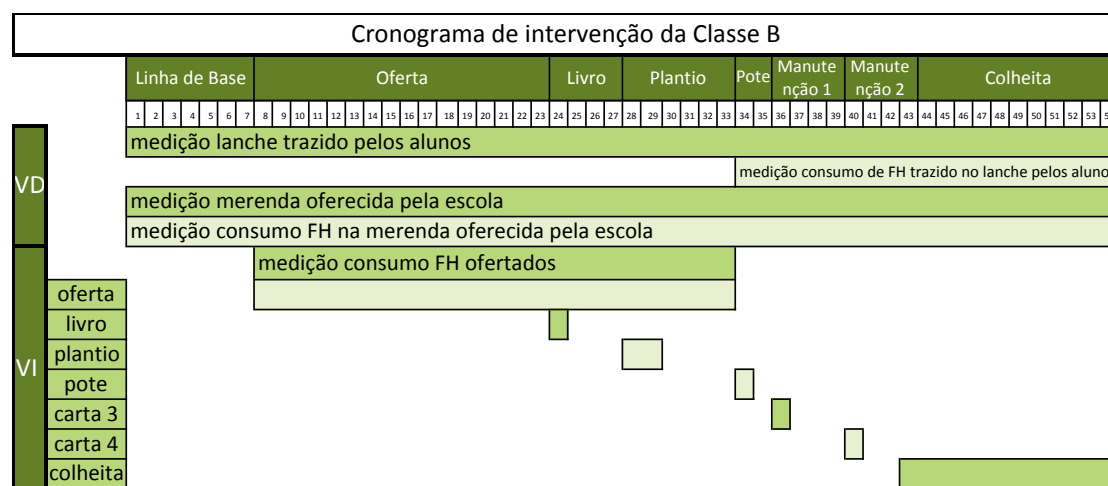 Cronograma de intervenção da Classe B
Linha de Base Oferta Livro Plantio Pote Manute nção 1 Manute nção 2 Colheita
1 2 3 4 5 6 7 8 9 10 11 12 13 14 15 16 17 18 19 20 21 22 23 24 25 26 27 28 29 30 31 32 33 34 35 36 37 38 39 40 41 42 43 44 45 46 47 48 49 50 51 52 53
VD
medição lanche trazido pelos alunos
medição consumo de FH trazido no lanche pelos aluno
medição merenda oferecida pela escola
medição consumo FH na merenda oferecida pela escola
VI
medição consumo FH ofertados
oferta
livro
plantio
pote
carta 3
carta 4
colheita